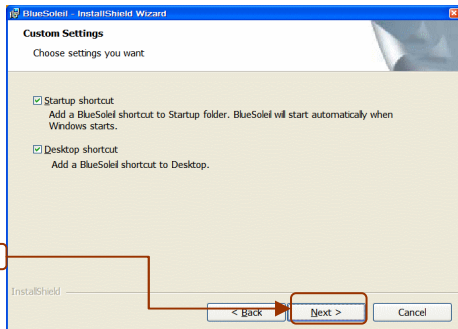 BlueSoleil - InstallShield Wizard
Custom Settings
Choose settings you want
Startup shortcut
Add a BlueSoleil shortcut to Startup folder. BlueSoleil will start automatically when
Windows starts.
Desktop shortcut
Add a BlueSoleil shortcut to Desktop.
InstallShield
< Back
Next >
Cancel